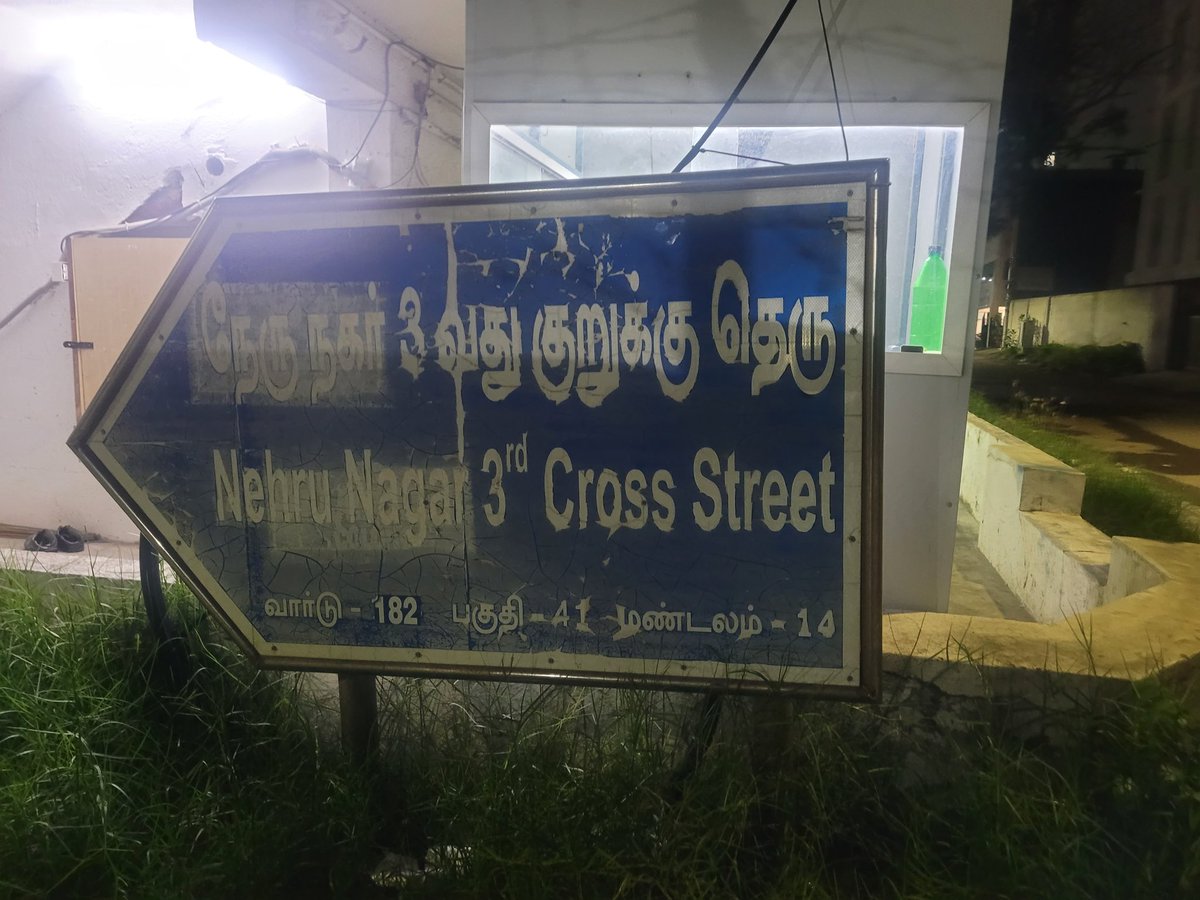 நேரு நகர் 3 வது குறுக்கு தெரு
Nehru Nagar 3rd Cross Street
வார்டு - 182 பகுதி - 41 மண்டலம் - 14